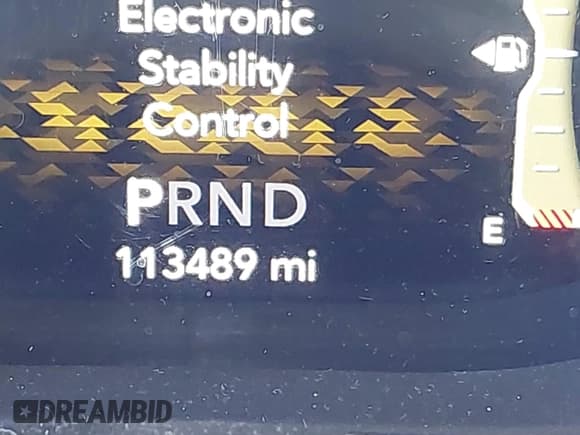 Electronic
Stability
Control
PRND
113489 mi
E
DREAMBID